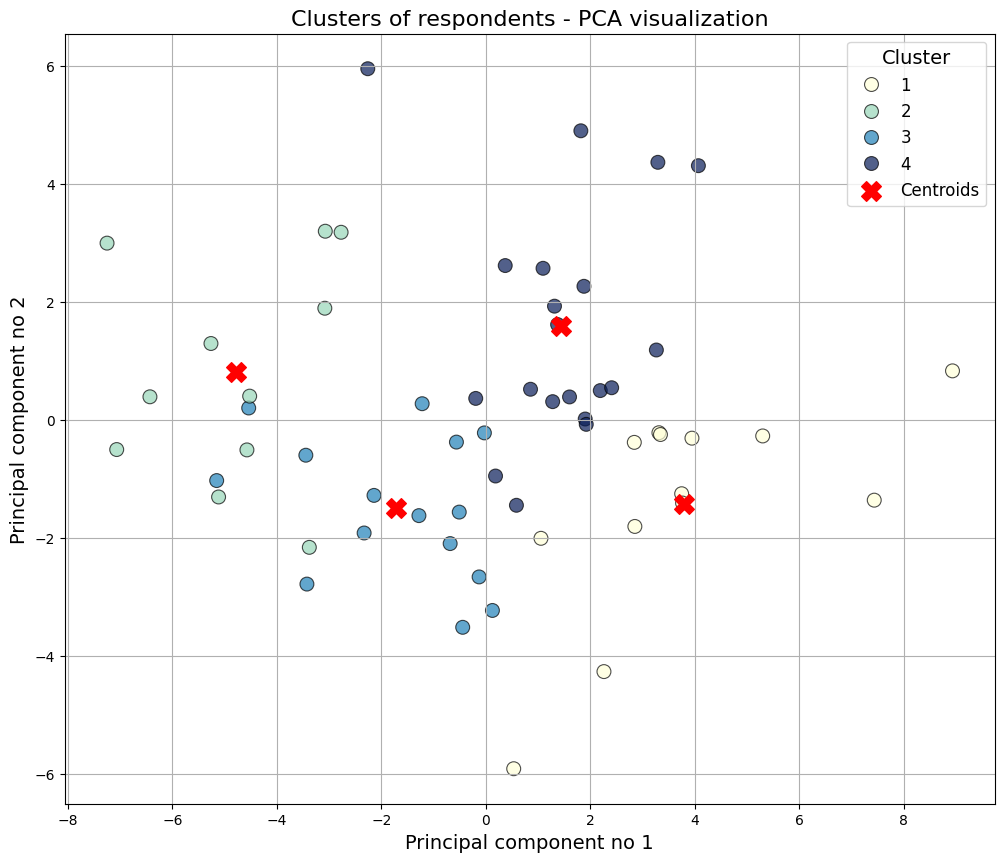 Clusters of respondents - PCA visualization
Cluster
1
2
3
4
Centroids
Principal component no 2
6
4
2
0
−2
−4
−6
−8 −6 −4 −2 0 2 4 6 8
Principal component no 1